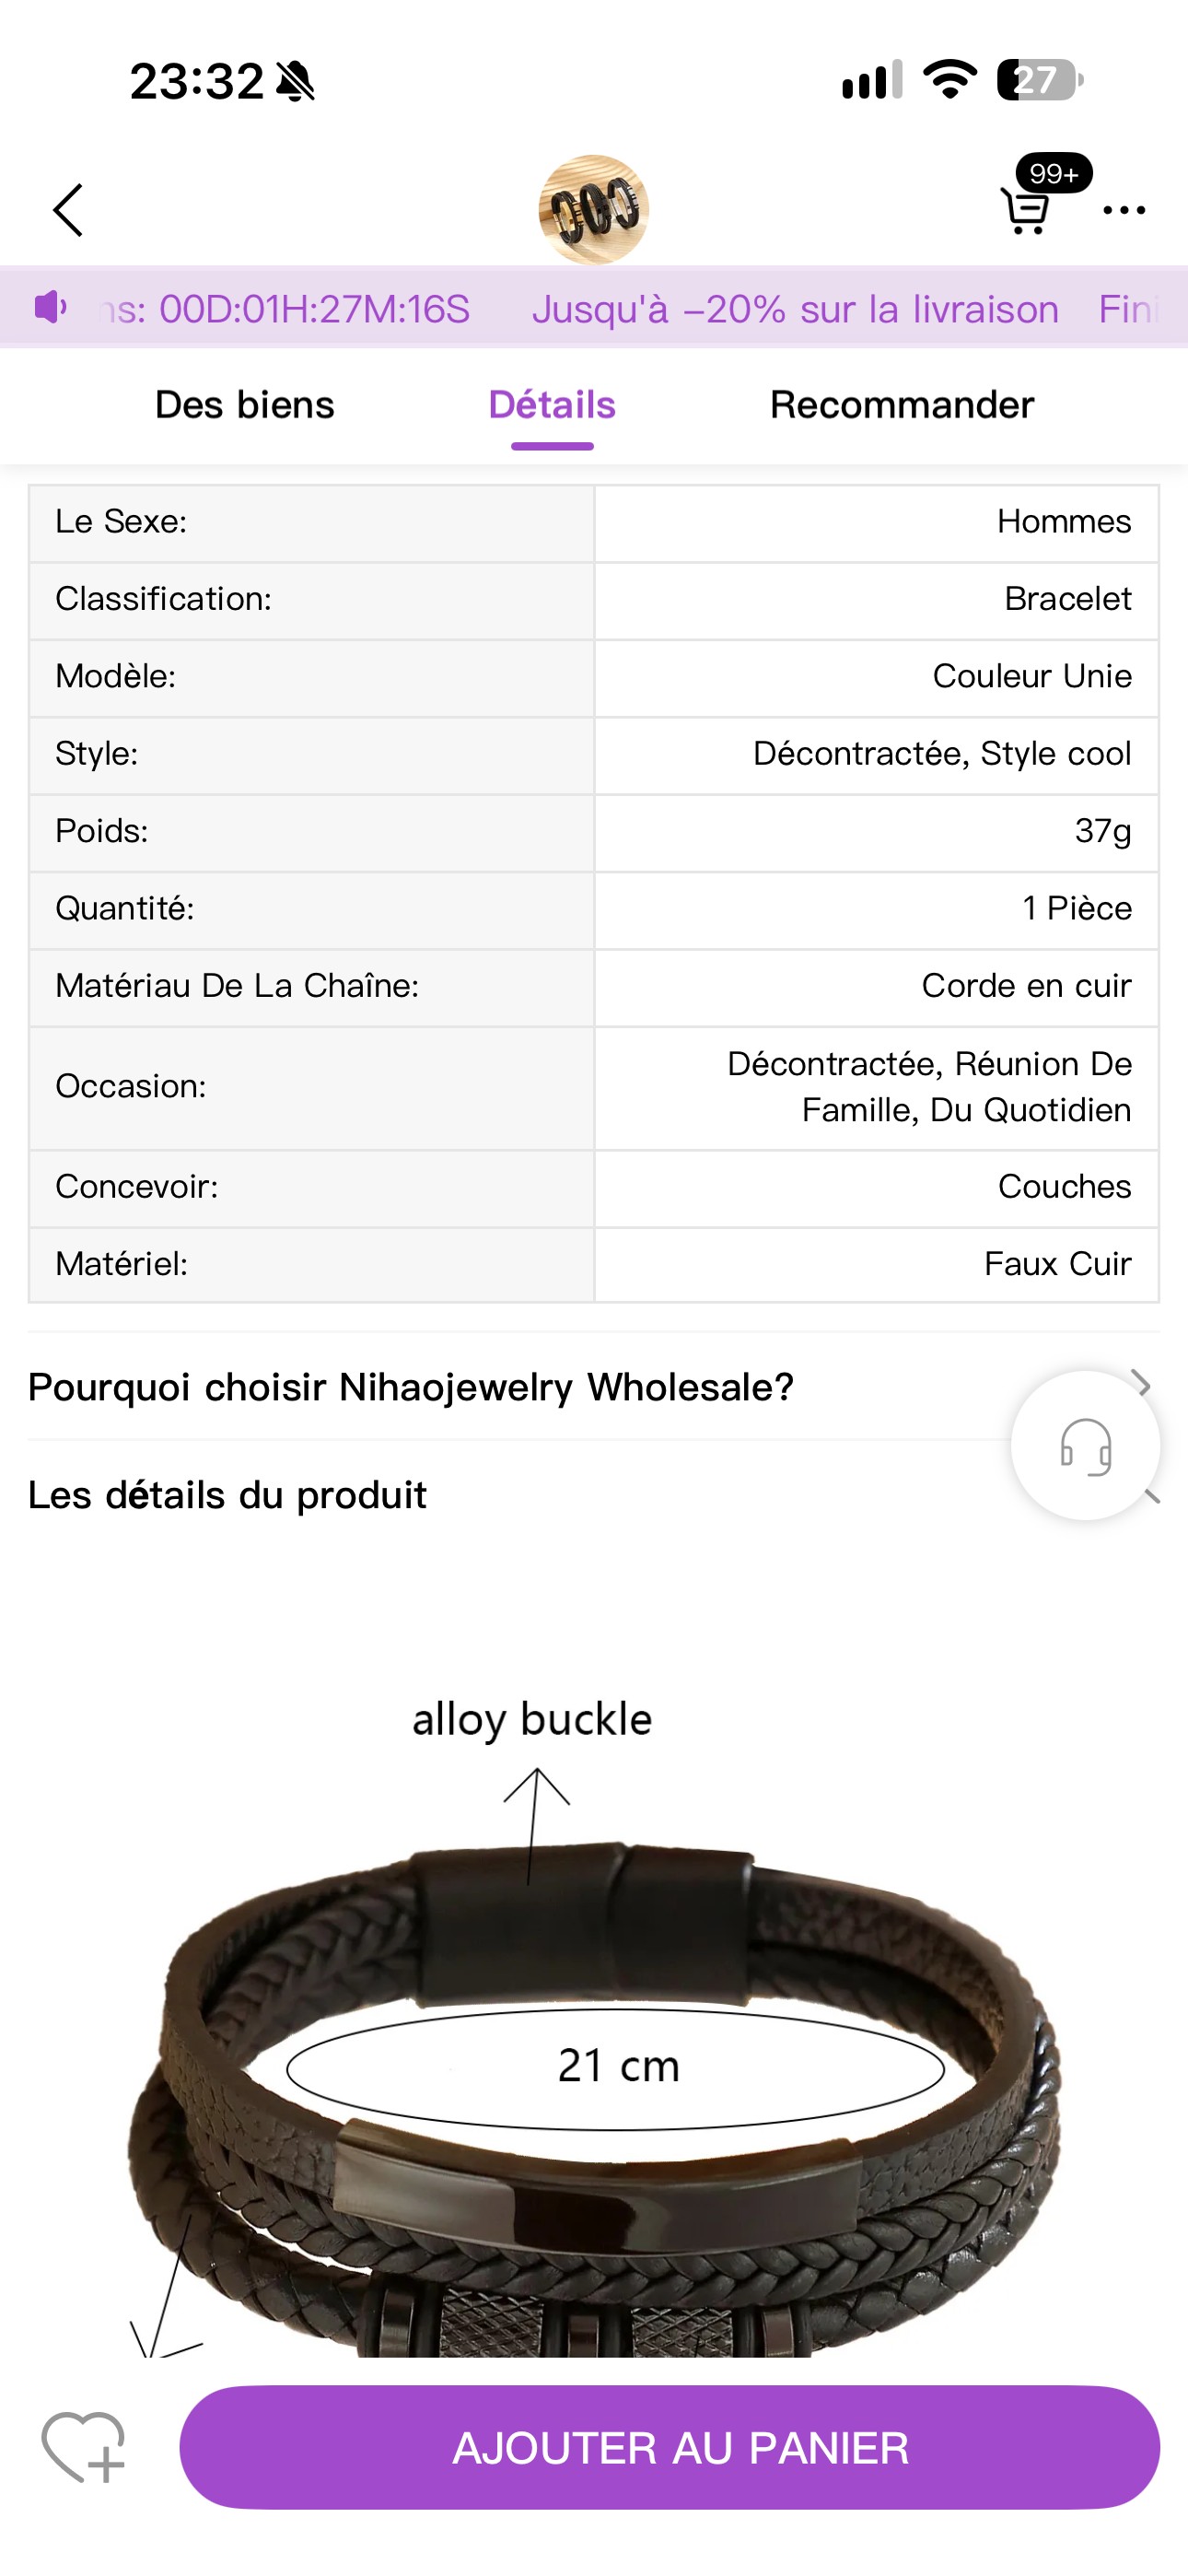 23:32
27
99+
ns: 00D:01H:27M:16S Jusqu'à –20% sur la livraison Fini
Des biens Détails Recommander
Le Sexe: Hommes
Classification: Bracelet
Modèle: Couleur Unie
Style: Décontractée, Style cool
Poids: 37g
Quantité: 1 Pièce
Matériau De La Chaîne: Corde en cuir
Occasion: Décontractée, Réunion De
Famille, Du Quotidien
Concevoir: Couches
Matériel: Faux Cuir
Pourquoi choisir Nihaojewelry Wholesale?
Les détails du produit
alloy buckle
21 cm
AJOUTER AU PANIER